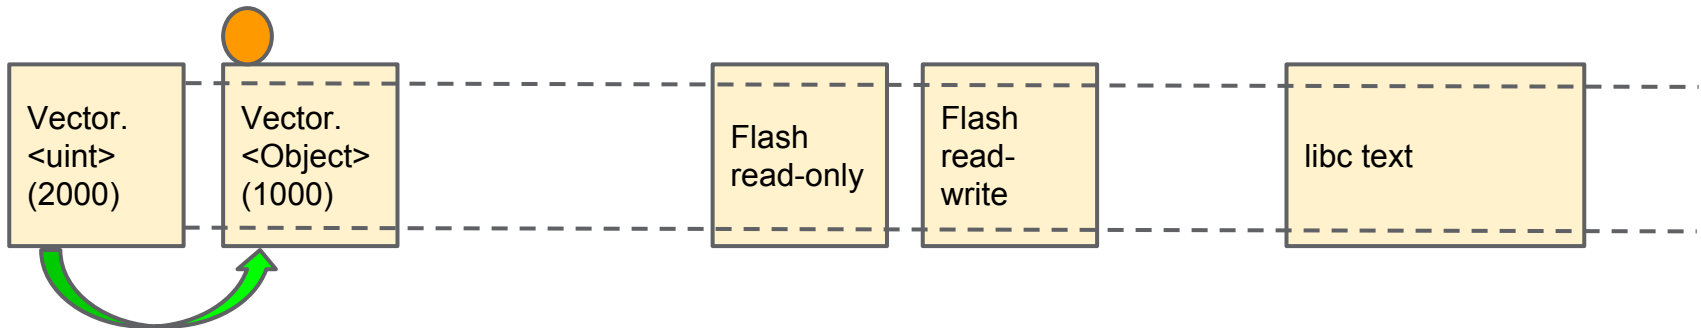 Vector.
<uint>
(2000)
Vector.
<Object>
(1000)
Flash
read-only
Flash
read-
write
libc text